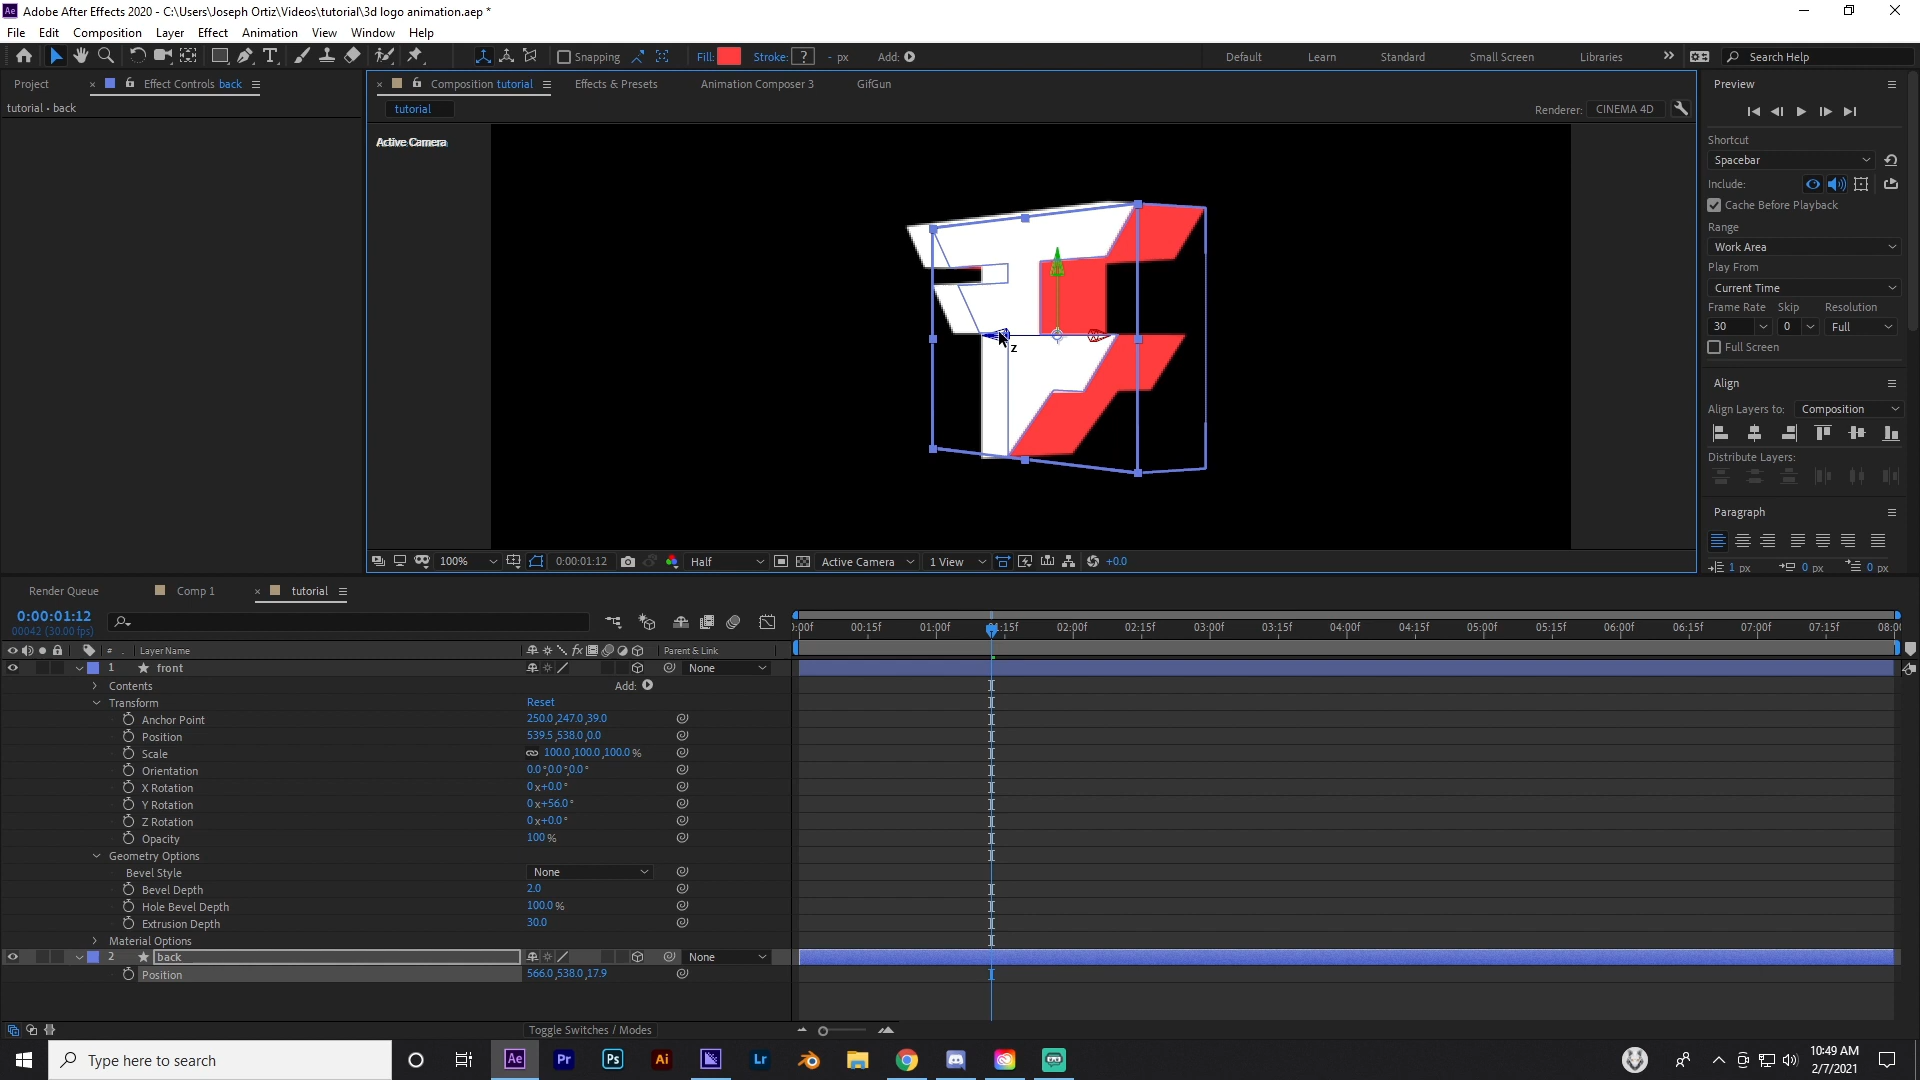 Adobe After Effects 2020 - C:\Users\Joseph Ortiz\Videos\tutorial\3d logo animation.aep *
File Edit Composition Layer Effect Animation View Window Help
Snapping Fill: Stroke: ? - px Add: Default Learn Standard Small Screen Libraries Search Help
Project Effect Controls back Composition tutorial Effects & Presets Animation Composer 3 GifGun Preview
tutorial • back
tutorial Renderer: CINEMA 4D
Active Camera
Shortcut
Spacebar
Include:
Cache Before Playback
Range
Work Area
Play From
Current Time
Frame Rate Skip Resolution
30 0 Full
Full Screen
z
Align
Align Layers to: Composition
Distribute Layers:
Paragraph
100% 0:00:01:12 Half Active Camera 1 View +0.0
1 px 0 px 0 px
Render Queue Comp 1 tutorial
0:00:01:12
00042 (30.00 fps)
:00f 00:15f 01:00f 01:15f 02:00f 02:15f 03:00f 03:15f 04:00f 04:15f 05:00f 05:15f 06:00f 06:15f 07:00f 07:15f 08:0
# . Layer Name Parent & Link
1 front None
Contents Add:
Transform Reset
Anchor Point 250.0,247.0,39.0
Position 539.5,538.0,0.0
Scale 100.0,100.0,100.0 %
Orientation 0.0°,0.0°,0.0°
X Rotation 0x+0.0°
Y Rotation 0x+56.0°
Z Rotation 0x+0.0°
Opacity 100 %
Geometry Options
Bevel Style None
Bevel Depth 2.0
Hole Bevel Depth 100.0 %
Extrusion Depth 30.0
Material Options
2 back None
Position 566.0,538.0,17.9
Toggle Switches / Modes
Type here to search Ae Pr Ps Ai Lr 10:49 AM
2/7/2021